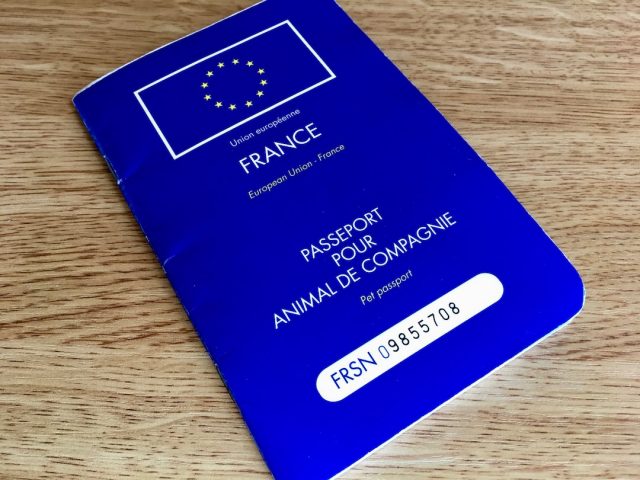 Union européenne
FRANCE
European Union - France
PASSEPORT
POUR
ANIMAL DE COMPAGNIE
Pet passport
FRSN 09855708